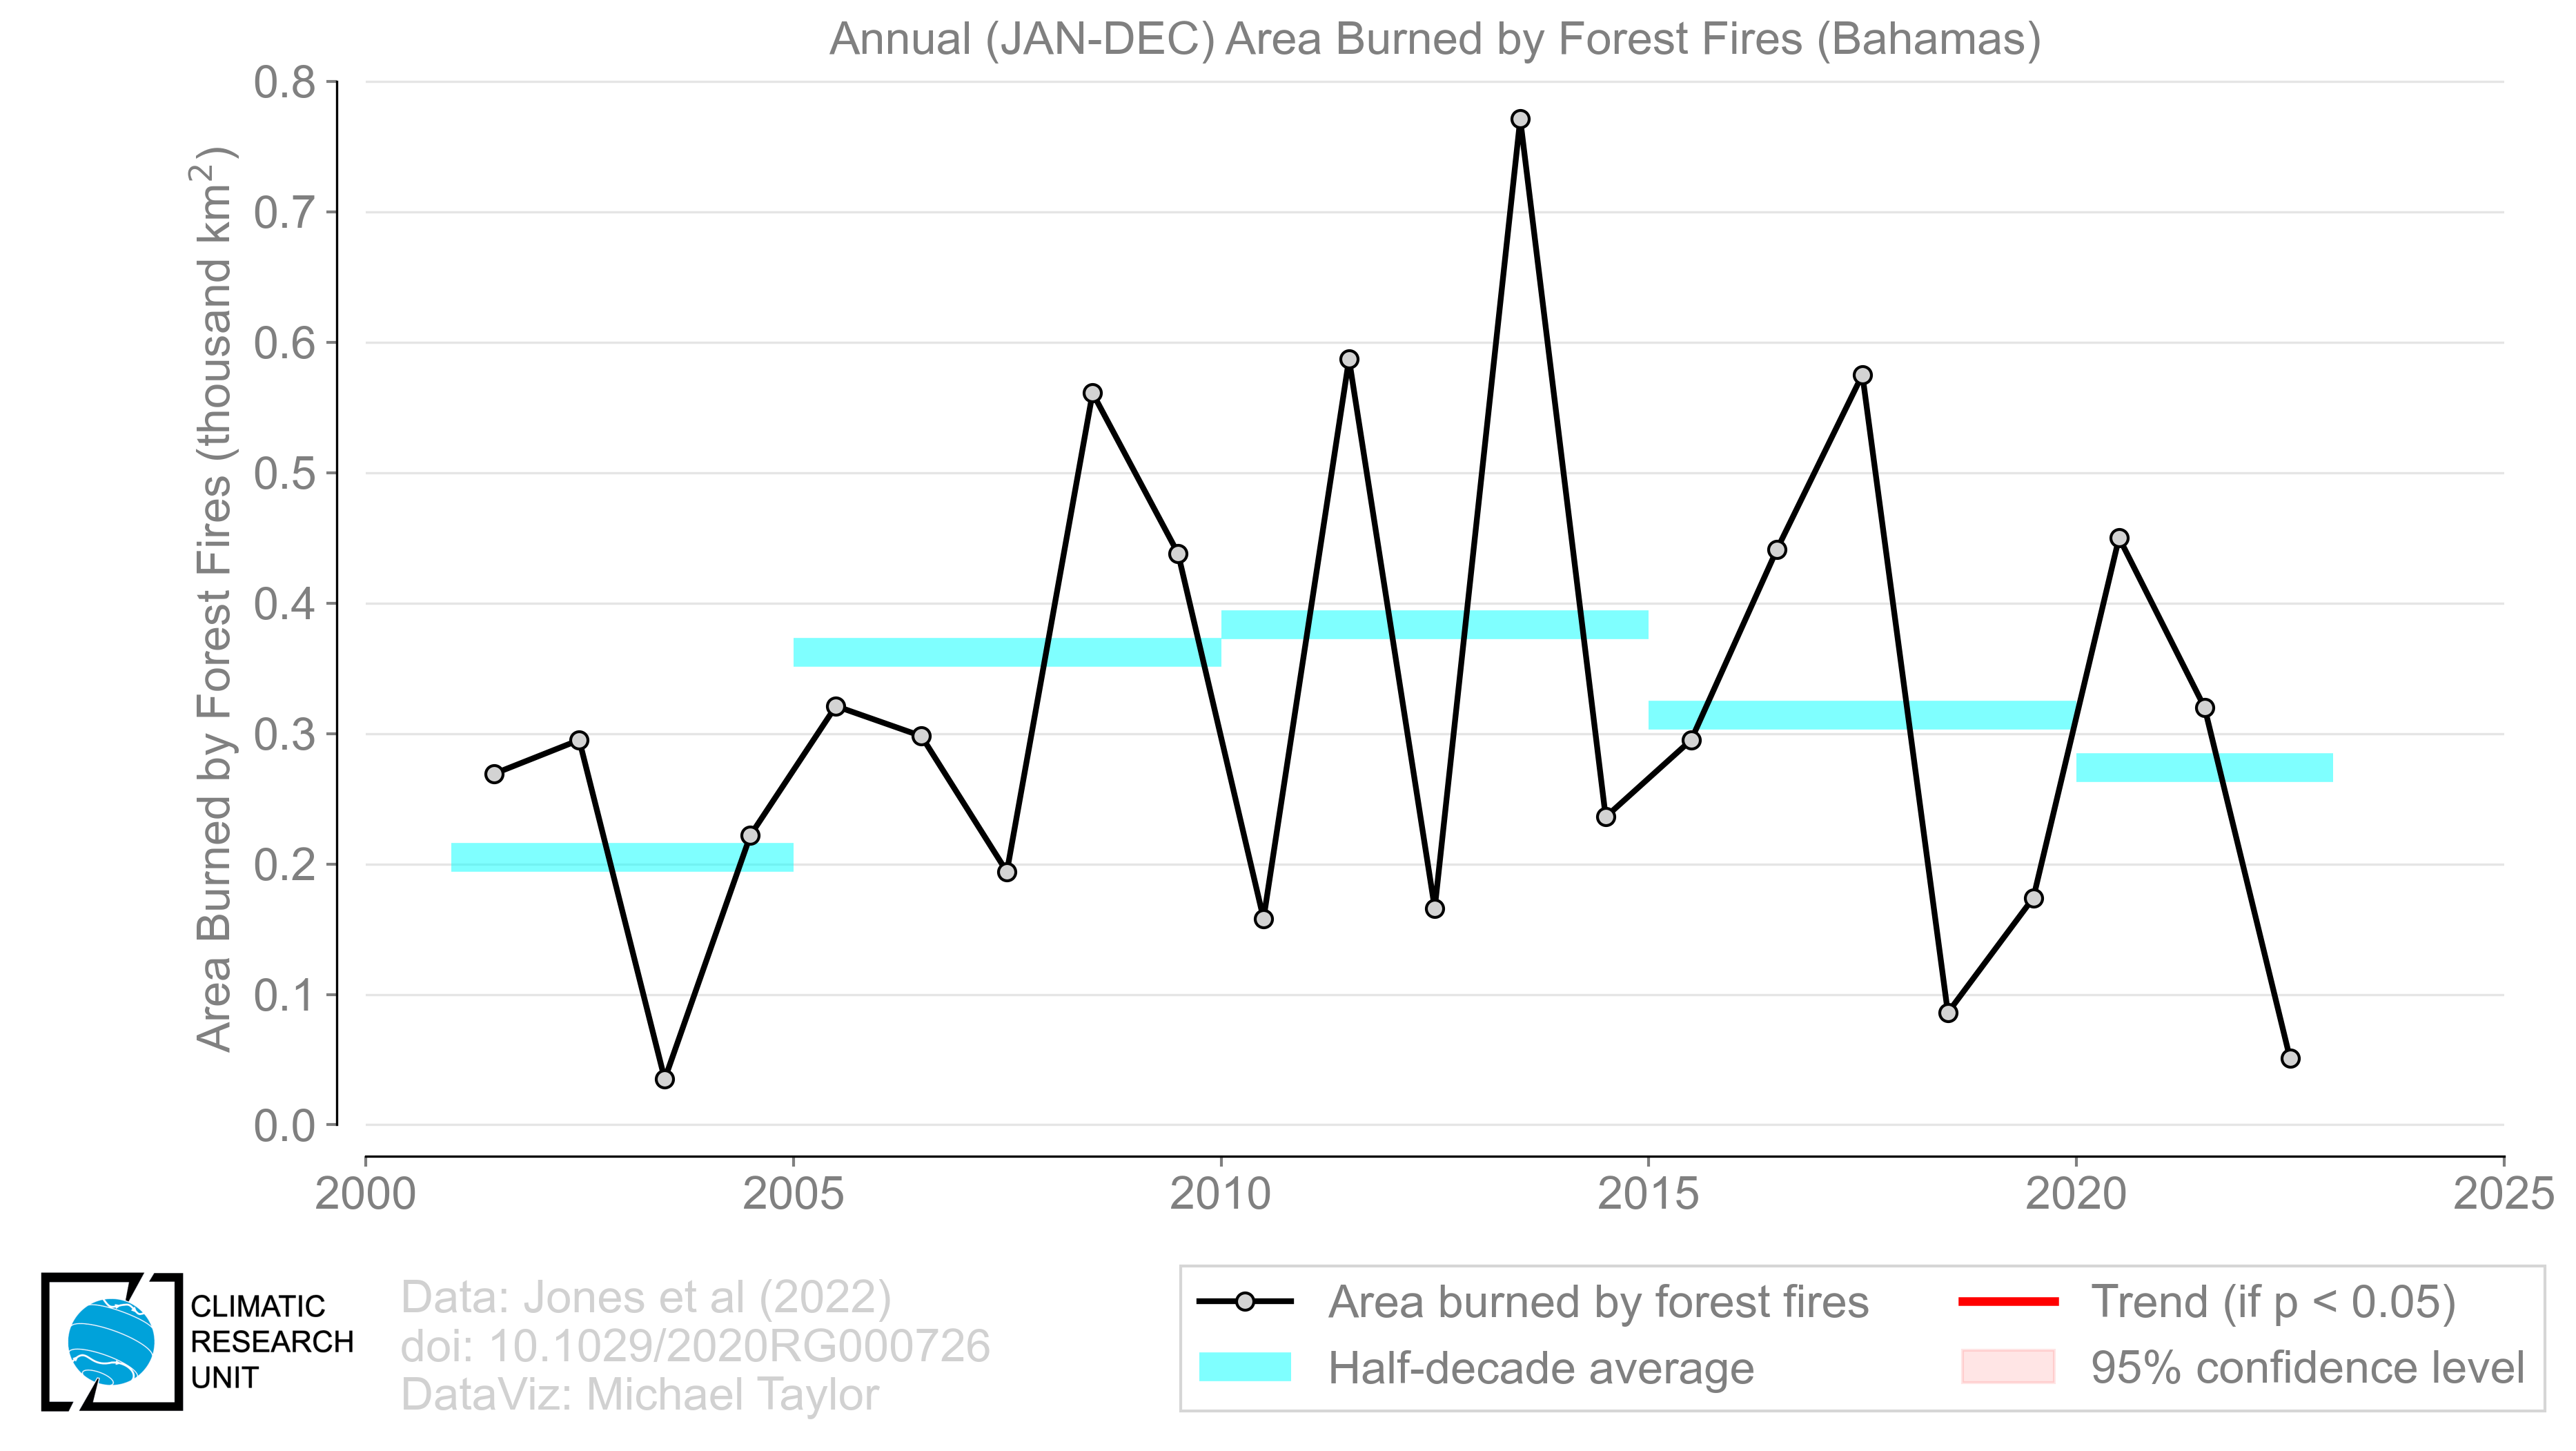 Annual (JAN-DEC) Area Burned by Forest Fires (Bahamas)
Area Burned by Forest Fires (thousand km²)
0.8
0.7
0.6
0.5
0.4
0.3
0.2
0.1
0.0
2000 2005 2010 2015 2020 2025
CLIMATIC
RESEARCH
UNIT
Data: Jones et al (2022)
doi: 10.1029/2020RG000726
DataViz: Michael Taylor
Area burned by forest fires
Half-decade average
Trend (if p < 0.05)
95% confidence level